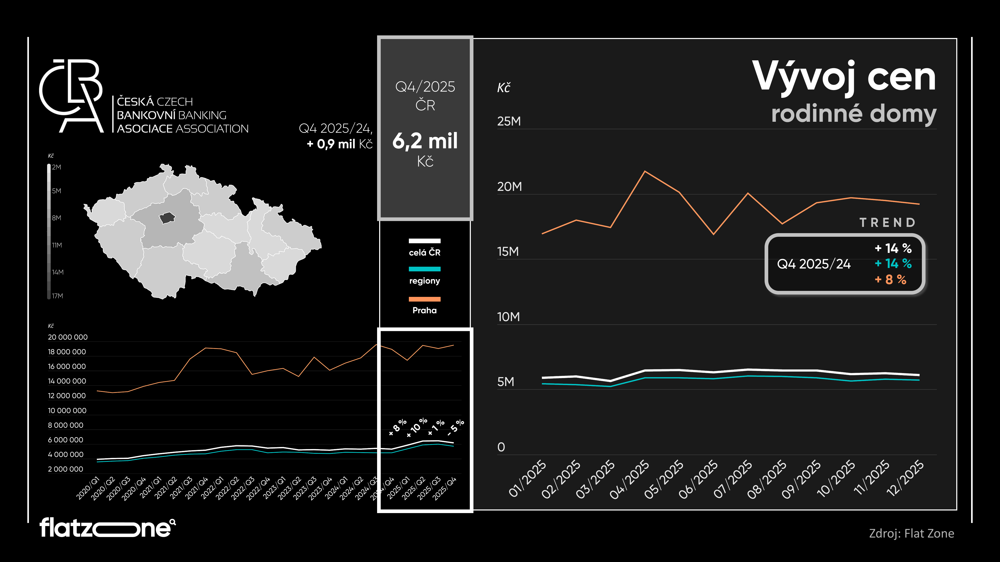 ČBA
ČESKÁ CZECH
BANKOVNÍ BANKING
ASOCIACE ASSOCIATION
Q4 2025/24,
+ 0,9 mil Kč
Kč
2M
5M
8M
11M
14M
17M
Q4/2025
ČR
6,2 mil
Kč
celá ČR
regiony
Praha
Kč
20 000 000
18 000 000
16 000 000
14 000 000
12 000 000
10 000 000
8 000 000
6 000 000
4 000 000
2 000 000
+ 8 %
+ 10 %
+ 1 %
- 5 %
2020/Q1
2020/Q2
2020/Q3
2020/Q4
2021/Q1
2021/Q2
2021/Q3
2021/Q4
2022/Q1
2022/Q2
2022/Q3
2022/Q4
2023/Q1
2023/Q2
2023/Q3
2023/Q4
2024/Q1
2024/Q2
2024/Q3
2024/Q4
2025/Q1
2025/Q2
2025/Q3
2025/Q4
Vývoj cen
rodinné domy
Kč
25M
20M
15M
10M
5M
0
TREND
Q4 2025/24
+ 14 %
+ 14 %
+ 8 %
01/2025
02/2025
03/2025
04/2025
05/2025
06/2025
07/2025
08/2025
09/2025
10/2025
11/2025
12/2025
flatzone
Zdroj: Flat Zone